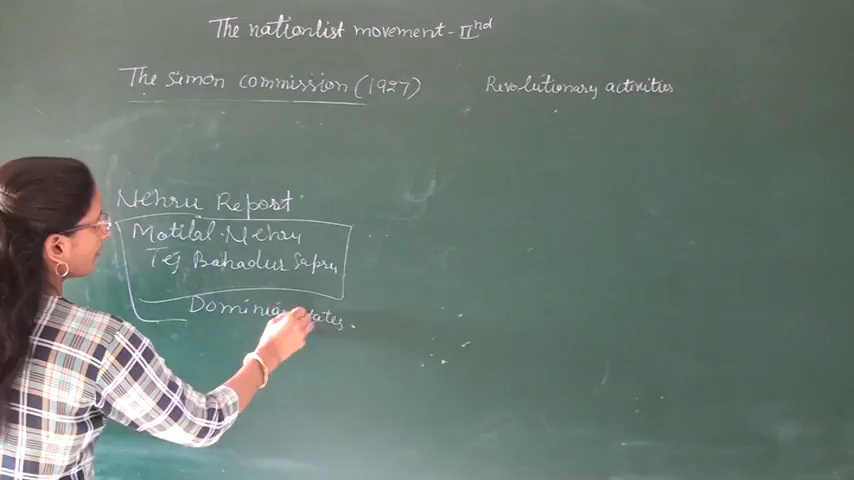 The nationlist movement - IInd
The simon commission (1927)
Revolutionary activities
Nehru Report
Motilal Nehru
Tej Bahadur Sapru